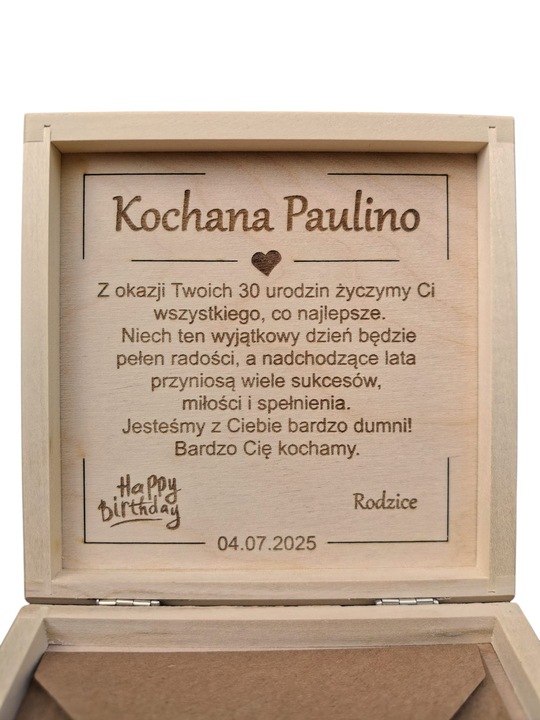 Kochana Paulino
Z okazji Twoich 30 urodzin życzymy Ci
wszystkiego, co najlepsze.
Niech ten wyjątkowy dzień będzie
pełen radości, a nadchodzące lata
przyniosą wiele sukcesów,
miłości i spełnienia.
Jesteśmy z Ciebie bardzo dumni!
Bardzo Cię kochamy.
Happy
Birthday
Rodzice
04.07.2025